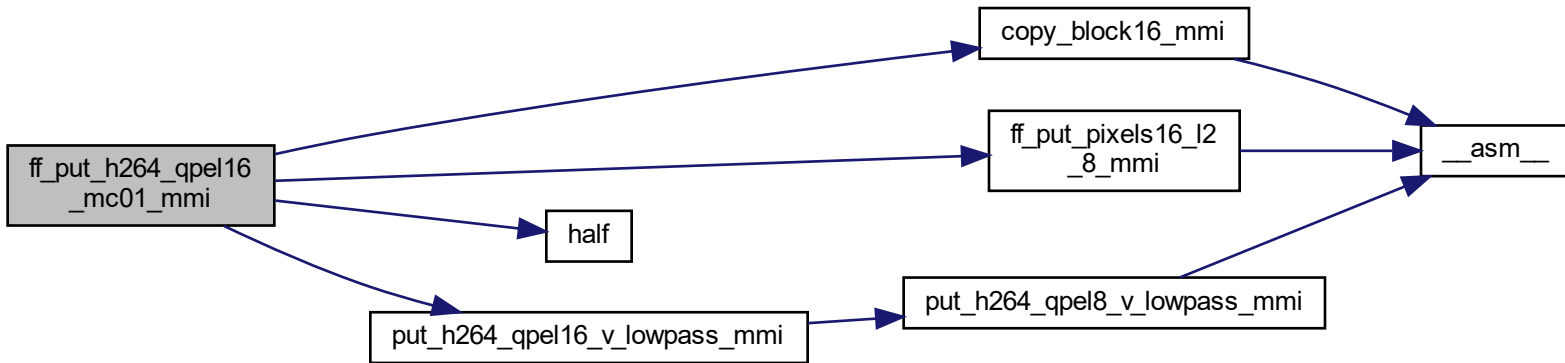 copy_block16_mmi
ff_put_pixels16_l2
_8_mmi
__asm__
ff_put_h264_qpel16
_mc01_mmi
half
put_h264_qpel8_v_lowpass_mmi
put_h264_qpel16_v_lowpass_mmi